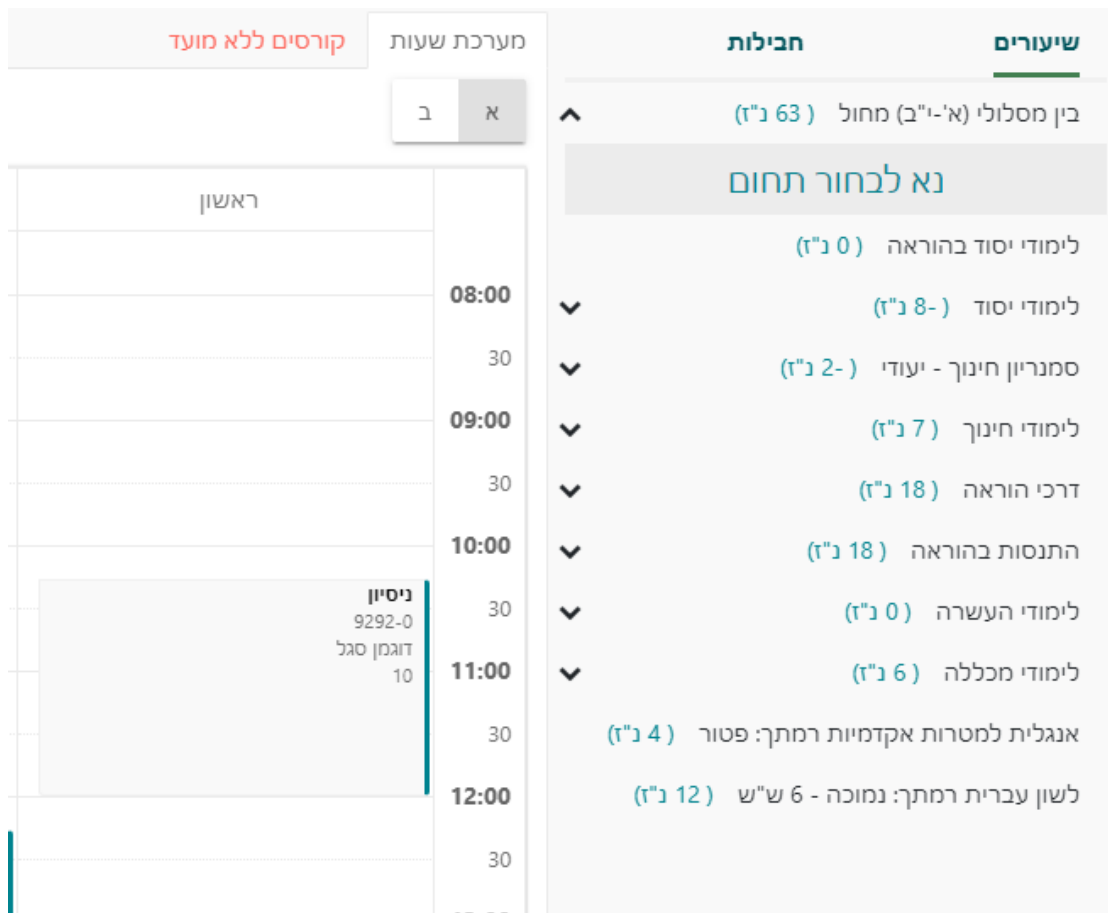 שיעורים
חבילות
בין מסלולי (א'-י"ב) מחול ( 63 נ"ז)
נא לבחור תחום
לימודי יסוד בהוראה ( 0 נ"ז)
לימודי יסוד ( -8 נ"ז)
סמנריון חינוך - יעודי ( -2 נ"ז)
לימודי חינוך ( 7 נ"ז)
דרכי הוראה ( 18 נ"ז)
התנסות בהוראה ( 18 נ"ז)
לימודי העשרה ( 0 נ"ז)
לימודי מכללה ( 6 נ"ז)
אנגלית למטרות אקדמיות רמתך: פטור ( 4 נ"ז)
לשון עברית רמתך: נמוכה - 6 ש"ש ( 12 נ"ז)
מערכת שעות
קורסים ללא מועד
א
ב
ראשון
08:00
30
09:00
30
10:00
30
11:00
30
12:00
30
ניסיון
9292-0
דוגמן סגל
10